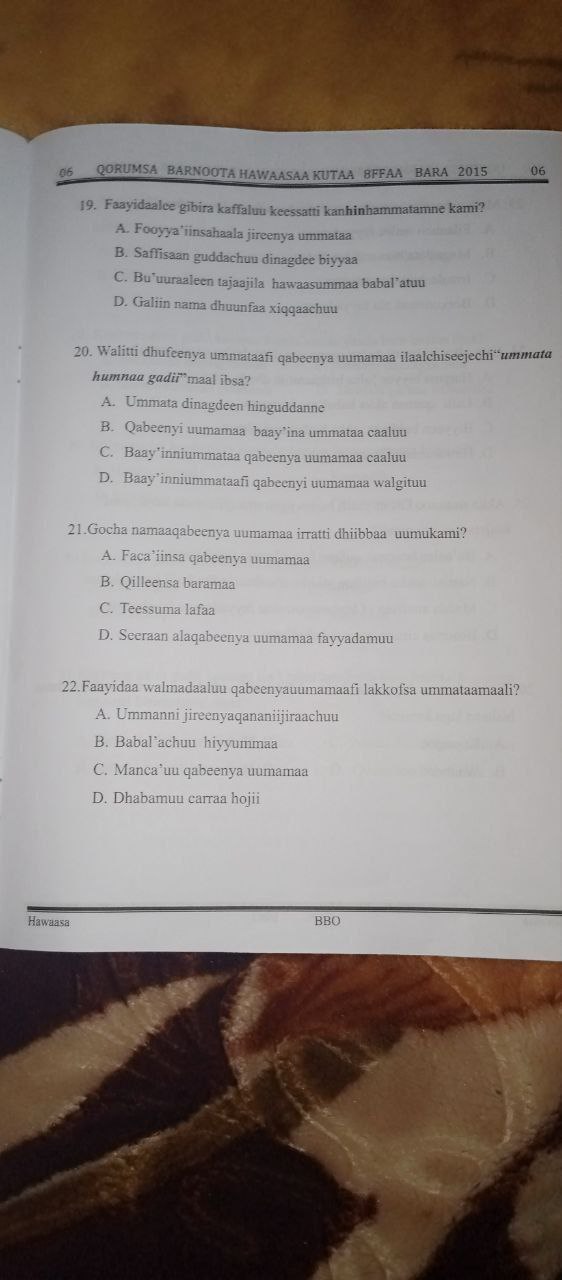 06 QORUMSA BARNOOTA HAWAASAA KUTAA 8FFAA BARA 2015 06
19. Faayidaalee gibira kaffaluu keessatti kanhinhammatamne kami?
A. Fooyya'iinsahaala jireenya ummataa
B. Saffisaan guddachuu dinagdee biyyaa
C. Bu'uuraaleen tajaajila hawaasummaa babal'atuu
D. Galiin nama dhuunfaa xiqqaachuu
20. Walitti dhufeenya ummataafi qabeenya uumamaa ilaalchiseejechi“ummata
humnaa gadii”maal ibsa?
A. Ummata dinagdeen hinguddanne
B. Qabeenyi uumamaa baay'ina ummataa caaluu
C. Baay'inniummataa qabeenya uumamaa caaluu
D. Baay'inniummataafi qabeenyi uumamaa walgituu
21.Gocha namaaqabeenya uumamaa irratti dhiibbaa uumukami?
A. Faca'iinsa qabeenya uumamaa
B. Qilleensa baramaa
C. Teessuma lafaa
D. Seeraan alaqabeenya uumamaa fayyadamuu
22.Faayidaa walmadaaluu qabeenyauumamaafi lakkofsa ummataamaali?
A. Ummanni jireenyaqananiijiraachuu
B. Babal'achuu hiyyummaa
C. Manca'uu qabeenya uumamaa
D. Dhabamuu carraa hojii
Hawaasa BBO